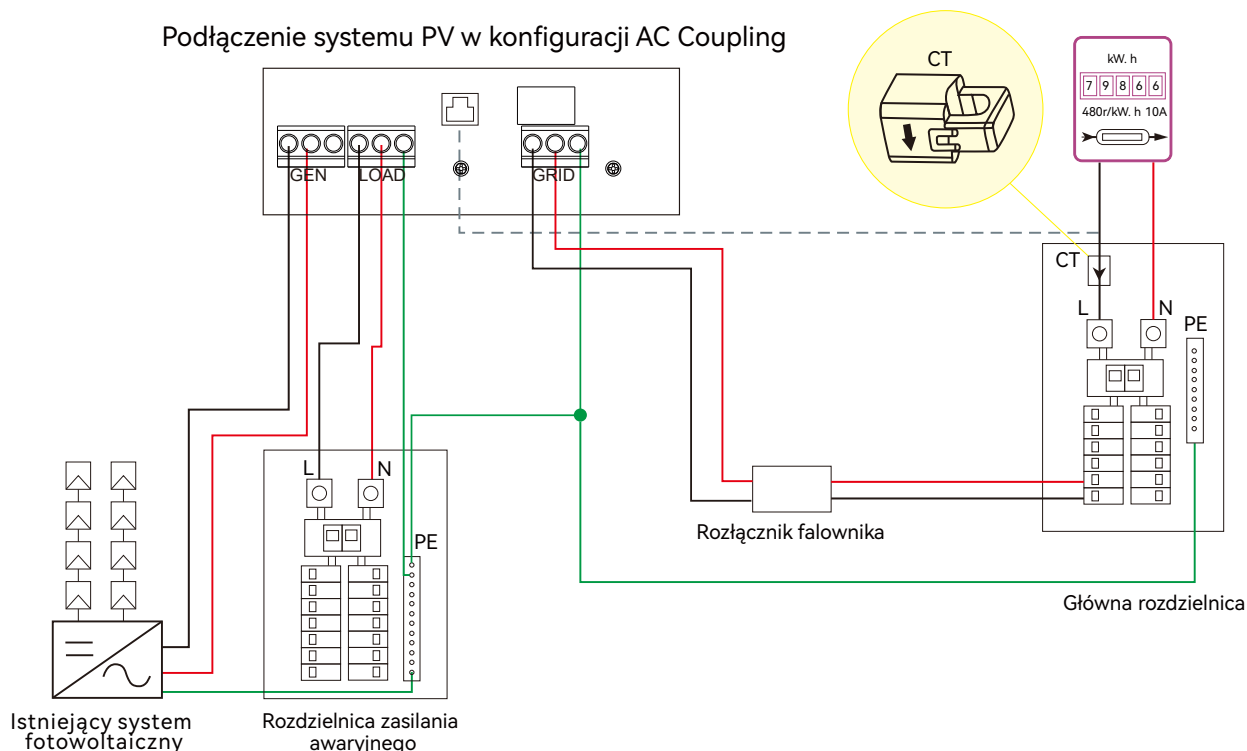 Podłączenie systemu PV w konfiguracji AC Coupling
CT
kW. h
7 9 8 6 6
480r/kW. h 10A
GEN
LOAD
GRID
CT
L
N
PE
L
N
PE
Rozłącznik falownika
Główna rozdzielnica
Istniejący system
fotowoltaiczny
Rozdzielnica zasilania
awaryjnego